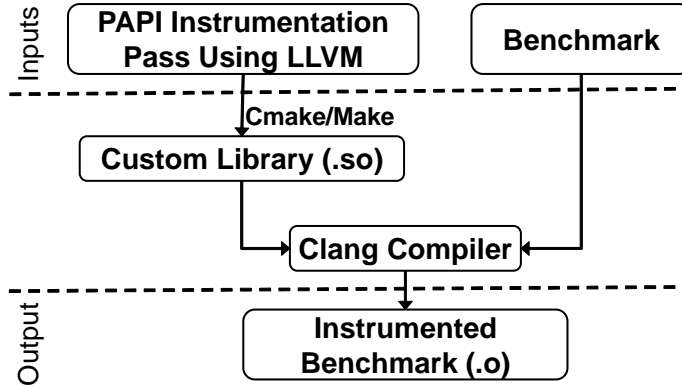 Inputs
PAPI Instrumentation
Pass Using LLVM
Benchmark
Cmake/Make
Custom Library (.so)
Clang Compiler
Output
Instrumented
Benchmark (.o)